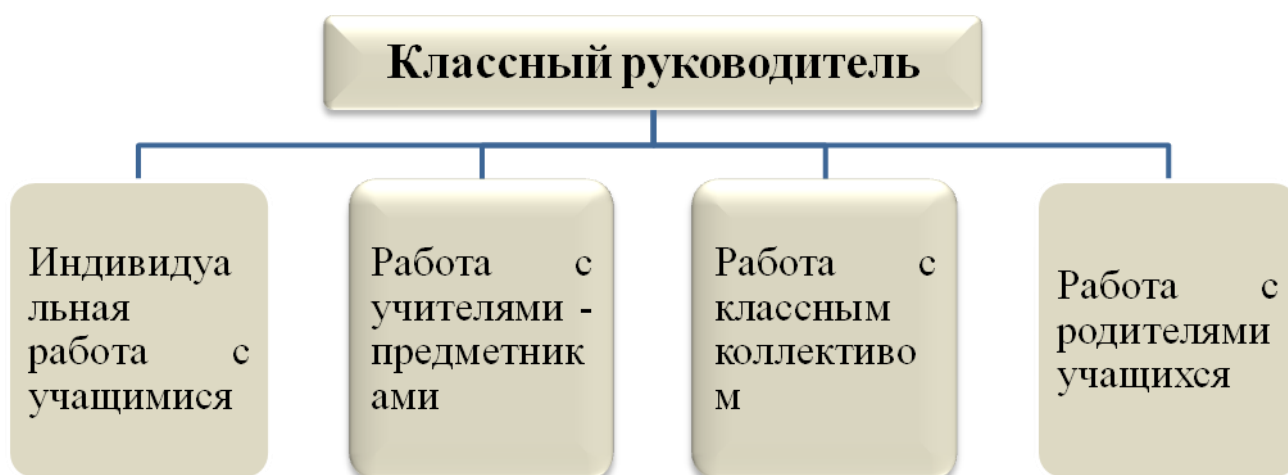 Классный руководитель
Индивидуа
льная
работа с
учащимися
Работа с
учителями -
предметник
ами
Работа с
классным
коллективо
м
Работа с
родителями
учащихся